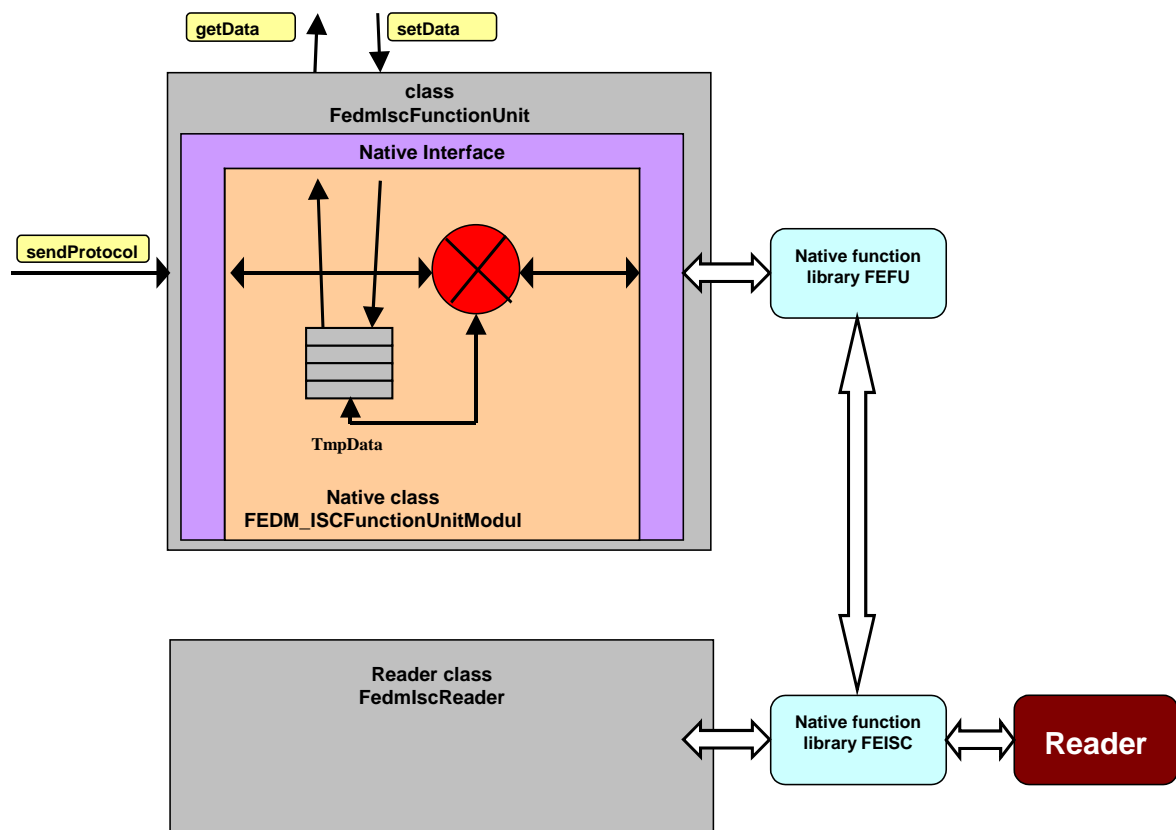 getData
setData
class
FedmIscFunctionUnit
Native Interface
sendProtocol
Native function
library FEFU
TmpData
Native class
FEDM_ISCFunctionUnitModul
Reader class
FedmIscReader
Native function
library FEISC
Reader